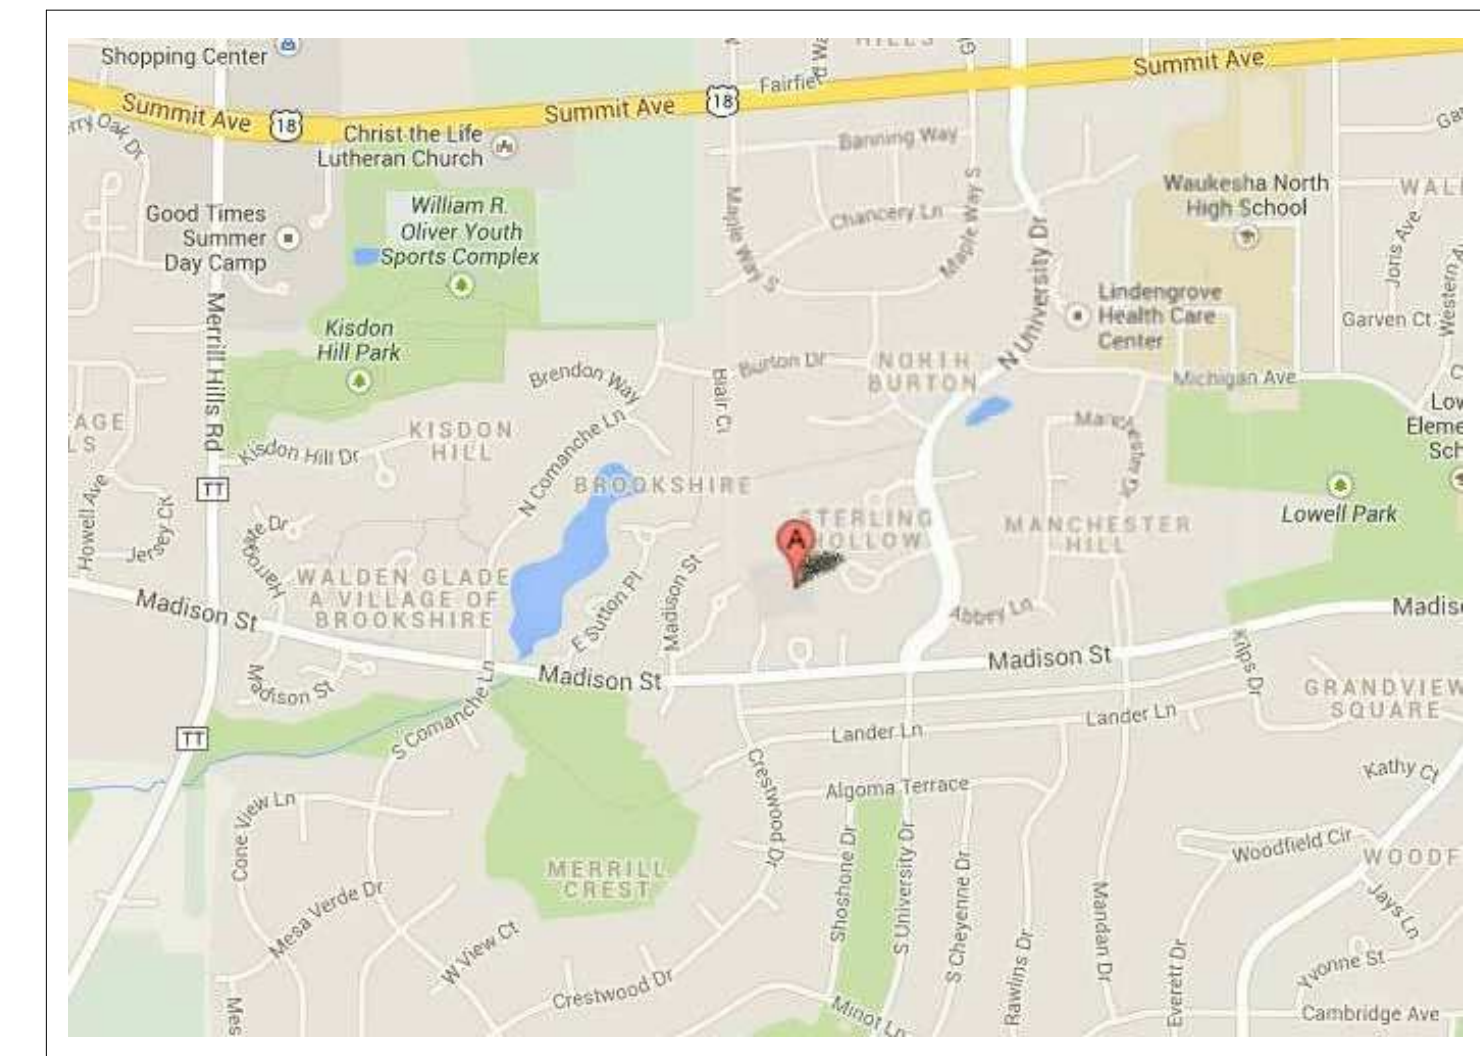 Shopping Center
HILLS
Fairfie
Summit Ave
Summit Ave
18
Summit Ave
18
Christ the Life
Lutheran Church
Banning Way
Waukesha North
High School
William R.
Oliver Youth
Sports Complex
Good Times
Summer
Day Camp
Chancery Ln
Maple Way S
Maple Way S
N University Dr
Joris Ave
Western
Lindengrove
Health Care
Center
Garven Ct
Merrill Hills Rd
Kisdon
Hill Park
Brendon Way
Blair Ct
Burton Dr
NORTH
BURTON
Michigan Ave
Kisdon Hill Dr
KISDON
HILL
N Comanche Ln
BROOKSHIRE
TT
Howell Ave
Jersey Ct
Harrogate Dr
STERLING
HOLLOW
A
MANCHESTER
HILL
Manchester Dr
Lowell Park
WALDEN GLADE
A VILLAGE OF
BROOKSHIRE
E Sutton Pl
Madison St
Abbey Ln
Madison St
Madison St
Madison St
Madison St
Knips Dr
GRANDVIEW
SQUARE
TT
S Comanche Ln
Lander Ln
Lander Ln
Crestwood Dr
Algoma Terrace
Kathy Ct
Cone View Ln
Woodfield Cir
MERRILL
CREST
Mesa Verde Dr
W View Ct
Shoshone Dr
S University Dr
S Cheyenne Dr
Rawlins Dr
Mandan Dr
Everett Dr
Jays Ln
Yvonne St
Crestwood Dr
Minot Ln
Cambridge Ave
Mes